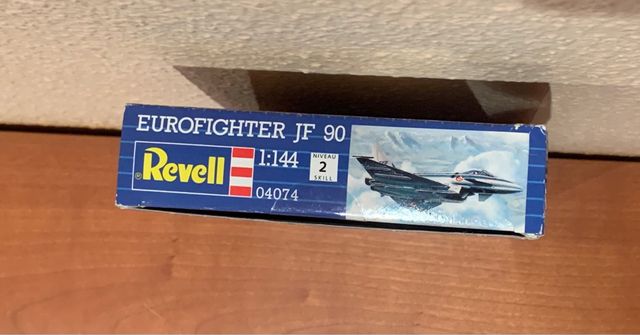 EUROFIGHTER JF 90
Revell
1:144
04074
NIVEAU
2
SKILL